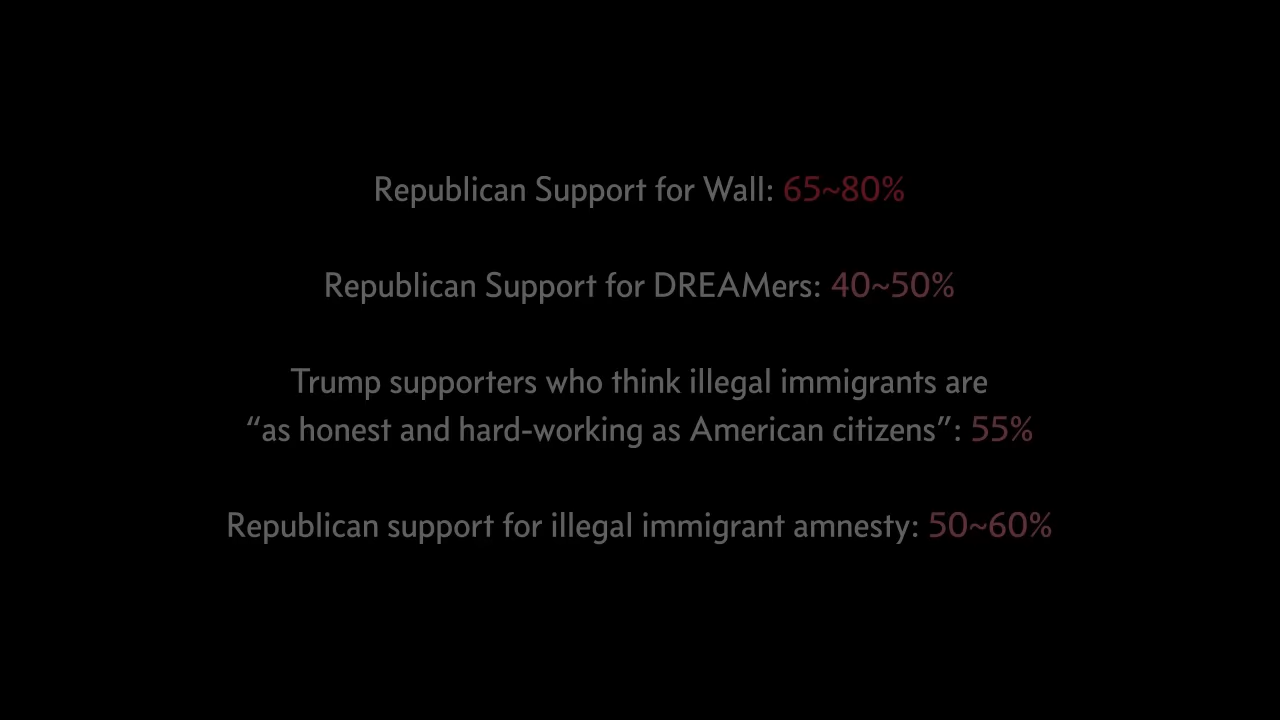 Republican Support for Wall: 65~80%
Republican Support for DREAMers: 40~50%
Trump supporters who think illegal immigrants are
“as honest and hard-working as American citizens”: 55%
Republican support for illegal immigrant amnesty: 50~60%